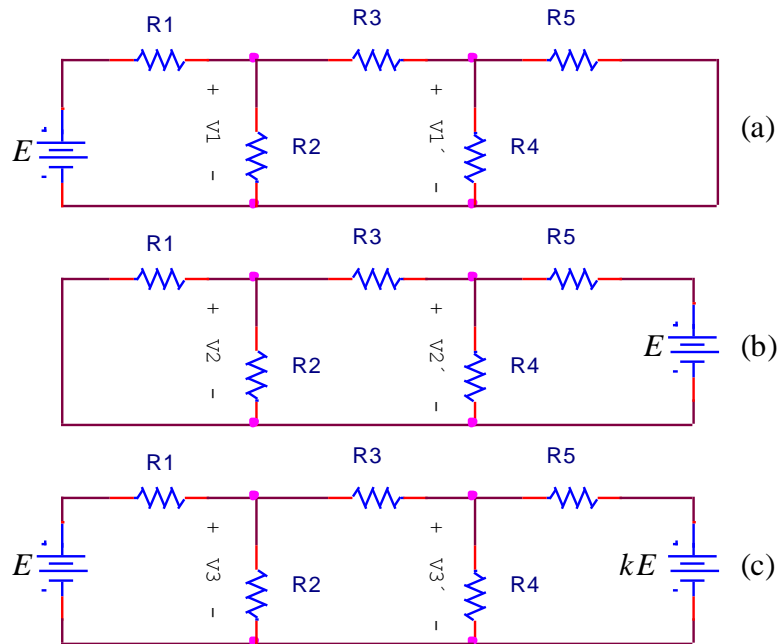 R1 R3 R5
+ V1 - R2 + V1´ - R4
E (a)
R1 R3 R5
+ V2 - R2 + V2´ - R4
E (b)
R1 R3 R5
+ V3 - R2 + V3´ - R4
E kE (c)